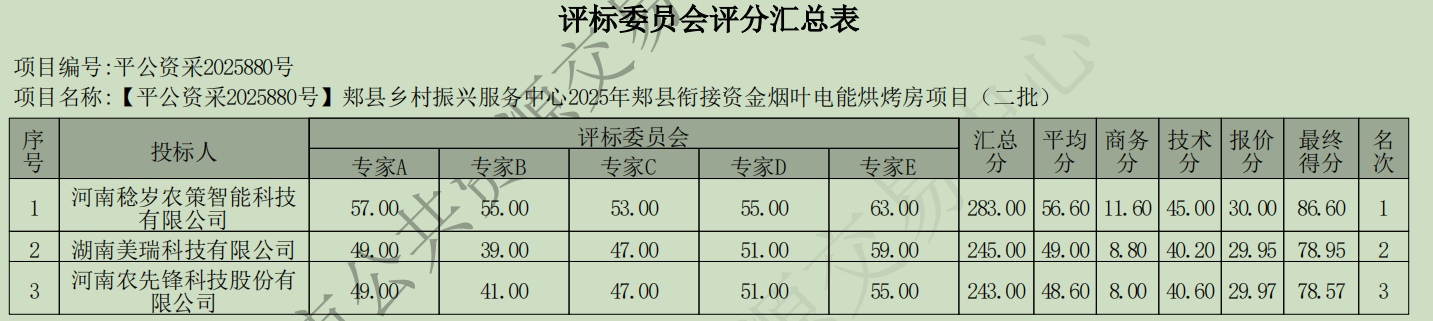 评标委员会评分汇总表
项目编号:平公资采2025880号
项目名称:【平公资采2025880号】郏县乡村振兴服务中心2025年郏县衔接资金烟叶电能烘烤房项目（二批）
序号 投标人 评标委员会 汇总分 平均分 商务分 技术分 报价分 最终得分 名次
专家A 专家B 专家C 专家D 专家E
1 河南稔岁农策智能科技有限公司 57.00 55.00 53.00 55.00 63.00 283.00 56.60 11.60 45.00 30.00 86.60 1
2 湖南美瑞科技有限公司 49.00 39.00 47.00 51.00 59.00 245.00 49.00 8.80 40.20 29.95 78.95 2
3 河南农先锋科技股份有限公司 49.00 41.00 47.00 51.00 55.00 243.00 48.60 8.00 40.60 29.97 78.57 3